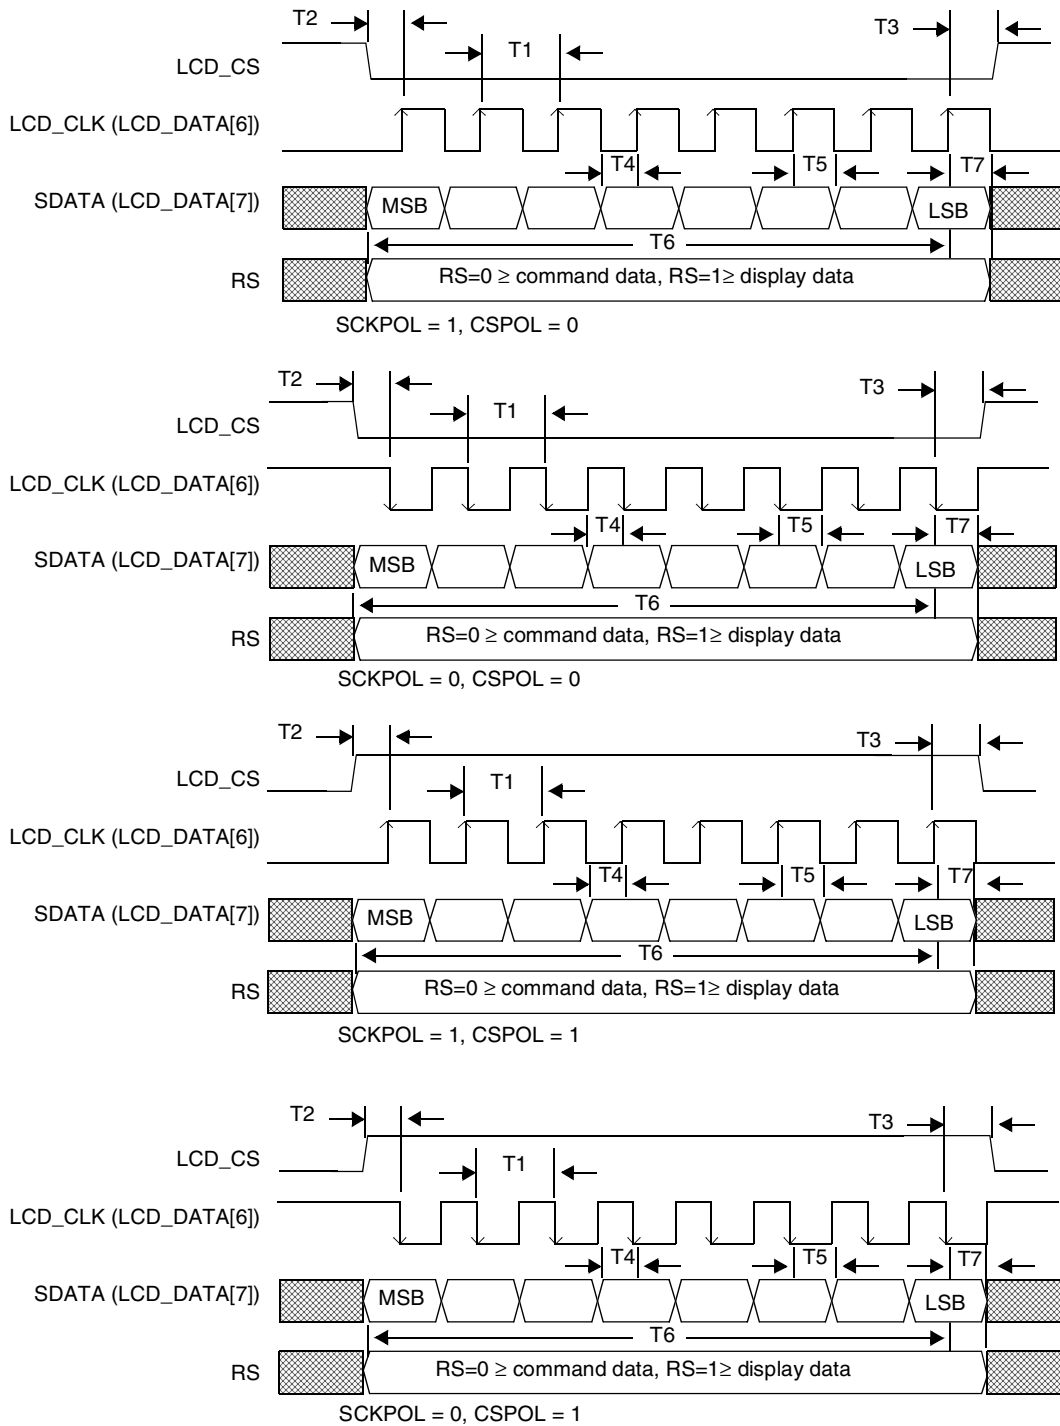 T2
T3
T1
LCD_CS
LCD_CLK (LCD_DATA[6])
T4 T5 T7
SDATA (LCD_DATA[7])
MSB LSB
T6
RS
RS=0 ≥ command data, RS=1≥ display data
SCKPOL = 1, CSPOL = 0
T2
T3
T1
LCD_CS
LCD_CLK (LCD_DATA[6])
T4 T5 T7
SDATA (LCD_DATA[7])
MSB LSB
T6
RS
RS=0 ≥ command data, RS=1≥ display data
SCKPOL = 0, CSPOL = 0
T2
T3
T1
LCD_CS
LCD_CLK (LCD_DATA[6])
T4 T5 T7
SDATA (LCD_DATA[7])
MSB LSB
T6
RS
RS=0 ≥ command data, RS=1≥ display data
SCKPOL = 1, CSPOL = 1
T2
T3
T1
LCD_CS
LCD_CLK (LCD_DATA[6])
T4 T5 T7
SDATA (LCD_DATA[7])
MSB LSB
T6
RS
RS=0 ≥ command data, RS=1≥ display data
SCKPOL = 0, CSPOL = 1